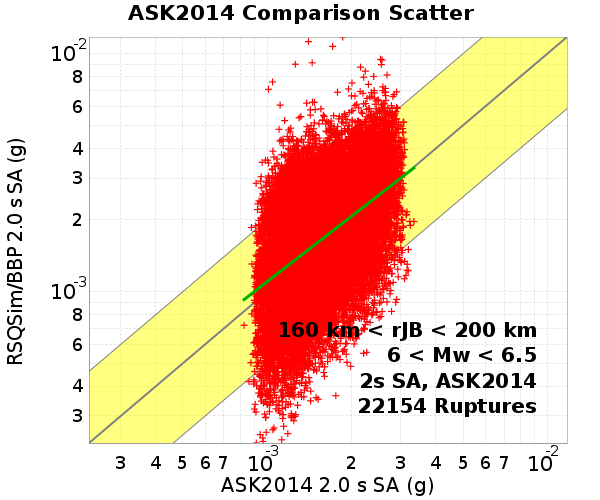 ASK2014 Comparison Scatter
RSQSim/BBP 2.0 s SA (g)
10⁻²
8
6
4
3
2
10⁻³
8
6
4
3
160 km < rJB < 200 km
6 < Mw < 6.5
2s SA, ASK2014
22154 Ruptures
3 4 5 6 7 10⁻³ 2 3 4 5 6 7 10⁻²
ASK2014 2.0 s SA (g)